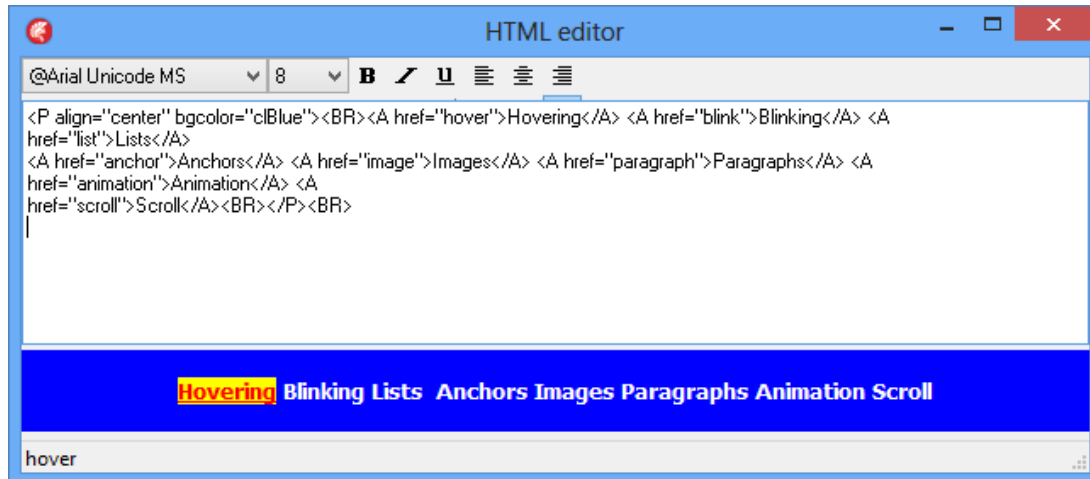 HTML editor
@Arial Unicode MS 8 B I U
<P align="center" bgcolor="clBlue"><BR><A href="hover">Hovering</A> <A href="blink">Blinking</A> <A
href="list">Lists</A>
<A href="anchor">Anchors</A> <A href="image">Images</A> <A href="paragraph">Paragraphs</A> <A
href="animation">Animation</A> <A
href="scroll">Scroll</A><BR></P><BR>
Hovering Blinking Lists Anchors Images Paragraphs Animation Scroll
hover